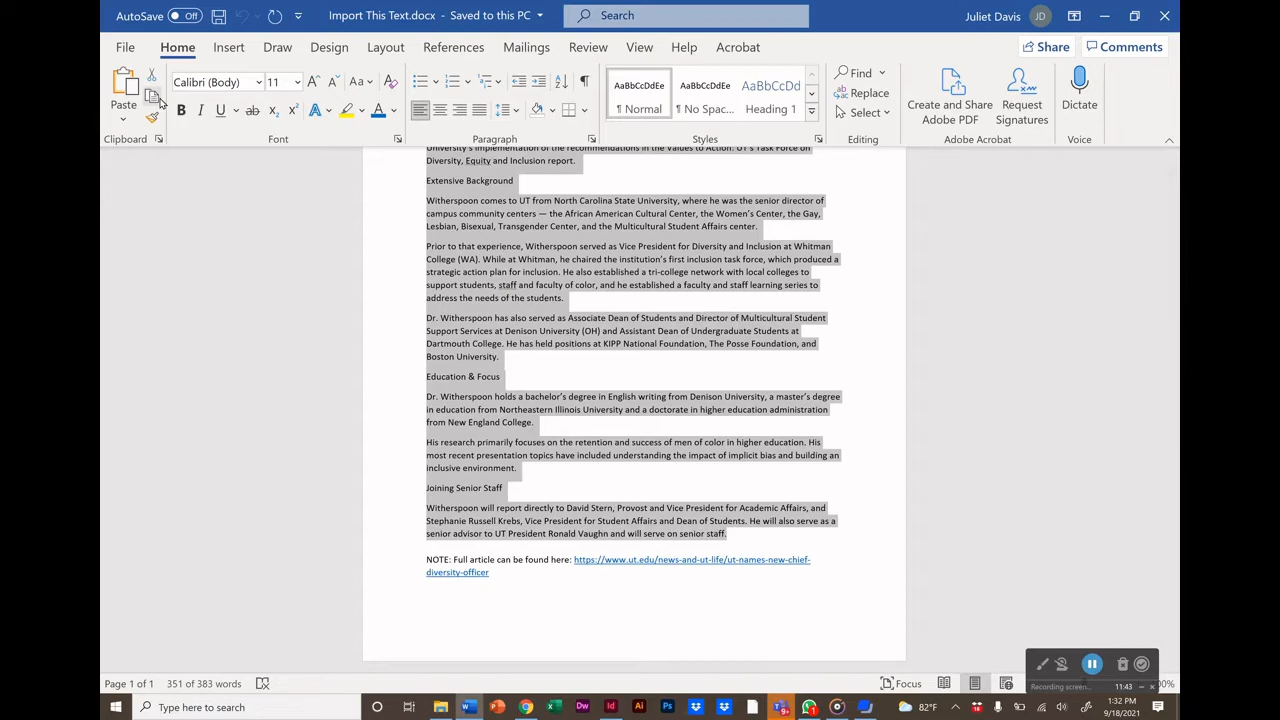 AutoSave Off
Import This Text.docx - Saved to this PC
Search
Juliet Davis JD
File Home Insert Draw Design Layout References Mailings Review View Help Acrobat
Share Comments
Paste
Calibri (Body) 11
Aa
B I U ab x₂ x² A A
AaBbCcDdEe AaBbCcDdEe AaBbCcDd
¶ Normal ¶ No Spac... Heading 1
Find
Replace
Select
Create and Share Adobe PDF
Request Signatures
Dictate
Clipboard Font Paragraph Styles Editing Adobe Acrobat Voice
University's implementation of the recommendations in the Values to Action: UT's Task Force on
Diversity, Equity and Inclusion report.
Extensive Background
Witherspoon comes to UT from North Carolina State University, where he was the senior director of
campus community centers — the African American Cultural Center, the Women's Center, the Gay,
Lesbian, Bisexual, Transgender Center, and the Multicultural Student Affairs center.
Prior to that experience, Witherspoon served as Vice President for Diversity and Inclusion at Whitman
College (WA). While at Whitman, he chaired the institution's first inclusion task force, which produced a
strategic action plan for inclusion. He also established a tri-college network with local colleges to
support students, staff and faculty of color, and he established a faculty and staff learning series to
address the needs of the students.
Dr. Witherspoon has also served as Associate Dean of Students and Director of Multicultural Student
Support Services at Denison University (OH) and Assistant Dean of Undergraduate Students at
Dartmouth College. He has held positions at KIPP National Foundation, The Posse Foundation, and
Boston University.
Education & Focus
Dr. Witherspoon holds a bachelor's degree in English writing from Denison University, a master's degree
in education from Northeastern Illinois University and a doctorate in higher education administration
from New England College.
His research primarily focuses on the retention and success of men of color in higher education. His
most recent presentation topics have included understanding the impact of implicit bias and building an
inclusive environment.
Joining Senior Staff
Witherspoon will report directly to David Stern, Provost and Vice President for Academic Affairs, and
Stephanie Russell Krebs, Vice President for Student Affairs and Dean of Students. He will also serve as a
senior advisor to UT President Ronald Vaughn and will serve on senior staff.
NOTE: Full article can be found here: https://www.ut.edu/news-and-ut-life/ut-names-new-chief-
diversity-officer
Recording screen... 11:43
Page 1 of 1 351 of 383 words Focus
Type here to search
82°F
1:32 PM
9/18/2021